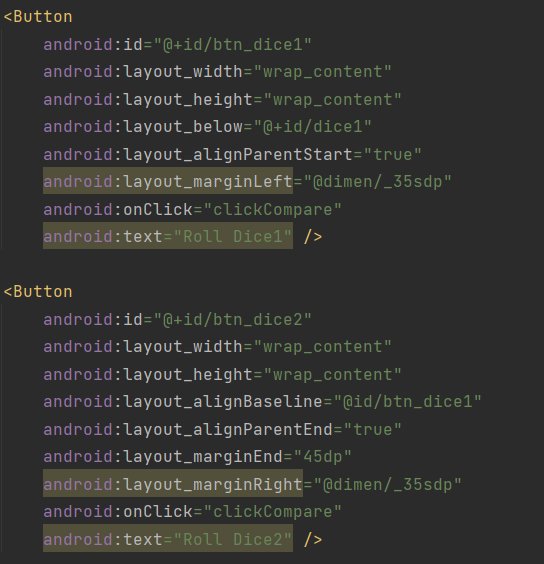 <Button
android:id="@+id/btn_dice1"
android:layout_width="wrap_content"
android:layout_height="wrap_content"
android:layout_below="@+id/dice1"
android:layout_alignParentStart="true"
android:layout_marginLeft="@dimen/_35sdp"
android:onClick="clickCompare"
android:text="Roll Dice1" />
<Button
android:id="@+id/btn_dice2"
android:layout_width="wrap_content"
android:layout_height="wrap_content"
android:layout_alignBaseline="@id/btn_dice1"
android:layout_alignParentEnd="true"
android:layout_marginEnd="45dp"
android:layout_marginRight="@dimen/_35sdp"
android:onClick="clickCompare"
android:text="Roll Dice2" />